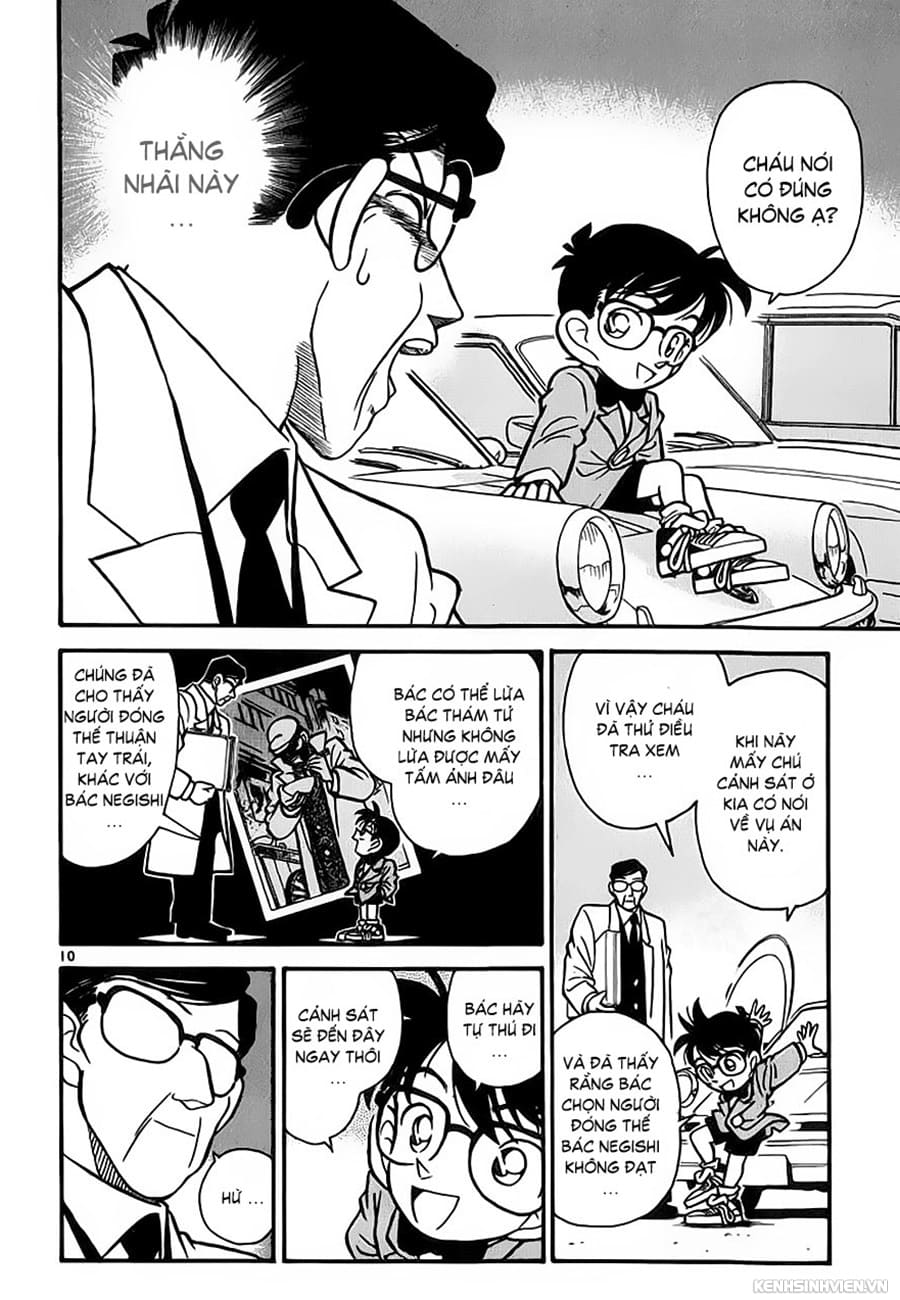 CHÁU NÓI
CÓ ĐÚNG
KHÔNG Ạ?
THẰNG
NHÃI NÀY
...
KHI NÃY
MẤY CHÚ
CẢNH SÁT Ở
KIA CÓ NÓI
VỀ VỤ ÁN
NÀY.
VÌ VẬY CHÁU
ĐÃ THỬ ĐIỀU
TRA XEM
...
VÀ ĐÃ THẤY
RẰNG BÁC
CHỌN NGƯỜI
ĐÓNG THẾ
BÁC NEGISHI
KHÔNG ĐẠT
...
BÁC CÓ THỂ LỪA
BÁC THÁM TỬ
NHƯNG KHÔNG
LỪA ĐƯỢC MẤY
TẤM ẢNH ĐÂU
...
CHÚNG ĐÃ
CHO THẤY
NGƯỜI ĐÓNG
THẾ THUẬN
TAY TRÁI,
KHÁC VỚI
BÁC NEGISHI
...
10
BÁC HÃY
TỰ THÚ ĐI
...
CẢNH SÁT
SẼ ĐẾN ĐÂY
NGAY THÔI
...
HỪ ...
KENHSINHVIEN.VN